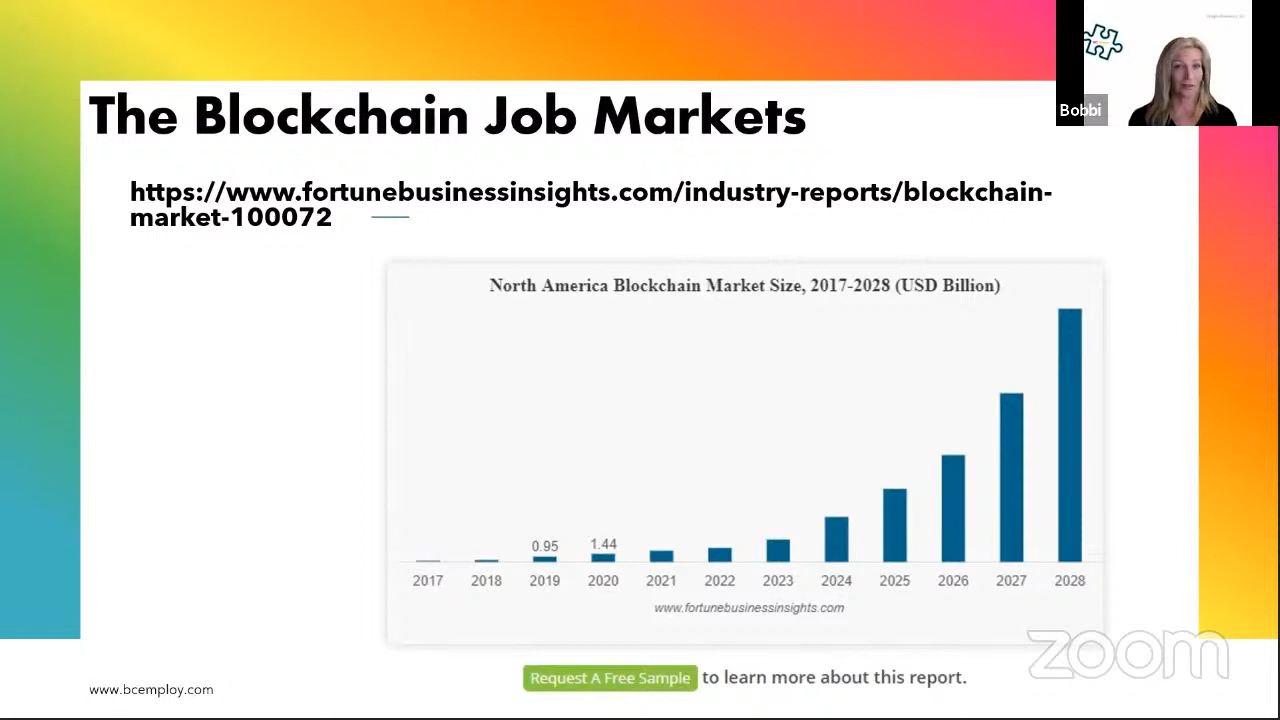 The Blockchain Job Markets
Bobbi
https://www.fortunebusinessinsights.com/industry-reports/blockchain-
market-100072
North America Blockchain Market Size, 2017-2028 (USD Billion)
0.95 1.44
2017 2018 2019 2020 2021 2022 2023 2024 2025 2026 2027 2028
www.fortunebusinessinsights.com
zoom
Request A Free Sample to learn more about this report.
www.bcemploy.com